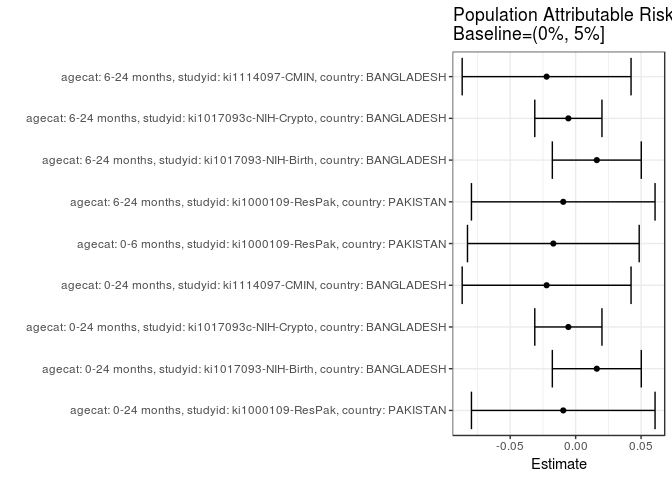 Population Attributable Risk
Baseline=(0%, 5%]
agecat: 6-24 months, studyid: ki1114097-CMIN, country: BANGLADESH
agecat: 6-24 months, studyid: ki1017093c-NIH-Crypto, country: BANGLADESH
agecat: 6-24 months, studyid: ki1017093-NIH-Birth, country: BANGLADESH
agecat: 6-24 months, studyid: ki1000109-ResPak, country: PAKISTAN
agecat: 0-6 months, studyid: ki1000109-ResPak, country: PAKISTAN
agecat: 0-24 months, studyid: ki1114097-CMIN, country: BANGLADESH
agecat: 0-24 months, studyid: ki1017093c-NIH-Crypto, country: BANGLADESH
agecat: 0-24 months, studyid: ki1017093-NIH-Birth, country: BANGLADESH
agecat: 0-24 months, studyid: ki1000109-ResPak, country: PAKISTAN
-0.05 0.00 0.05
Estimate